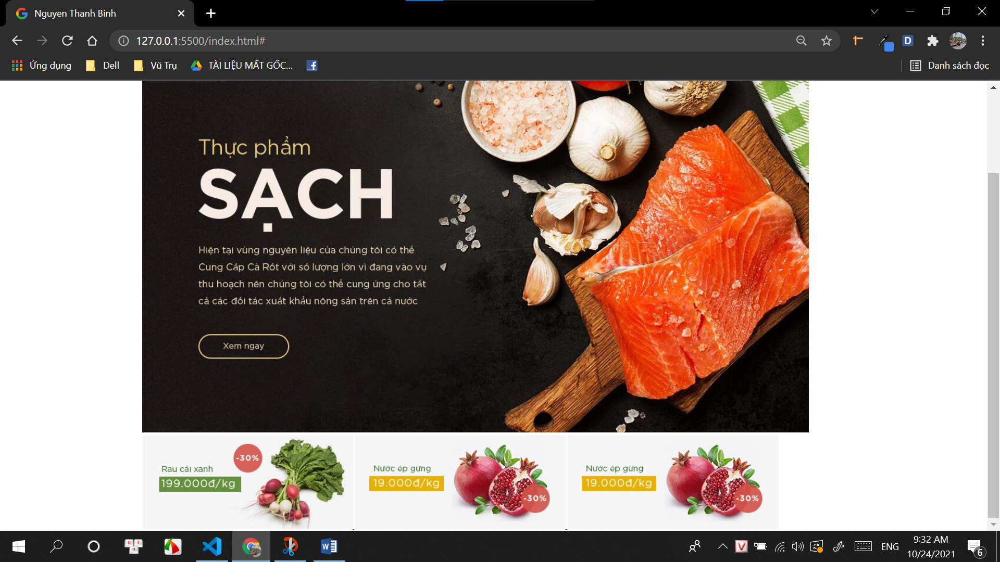 Nguyen Thanh Binh
127.0.0.1:5500/index.html#
Ứng dụng
Dell
Vũ Trụ
TÀI LIỆU MẤT GỐC...
Danh sách đọc
Thực phẩm
SẠCH
Hiện tại vùng nguyên liệu của chúng tôi có thể
Cung Cấp Cà Rốt với số lượng lớn vì đang vào vụ
thu hoạch nên chúng tôi có thể cung ứng cho tất
cả các đối tác xuất khẩu nông sản trên cả nước
Xem ngay
-30%
Rau cải xanh
199.000đ/kg
Nước ép gừng
19.000đ/kg
-30%
Nước ép gừng
19.000đ/kg
-30%
ENG
9:32 AM
10/24/2021
6